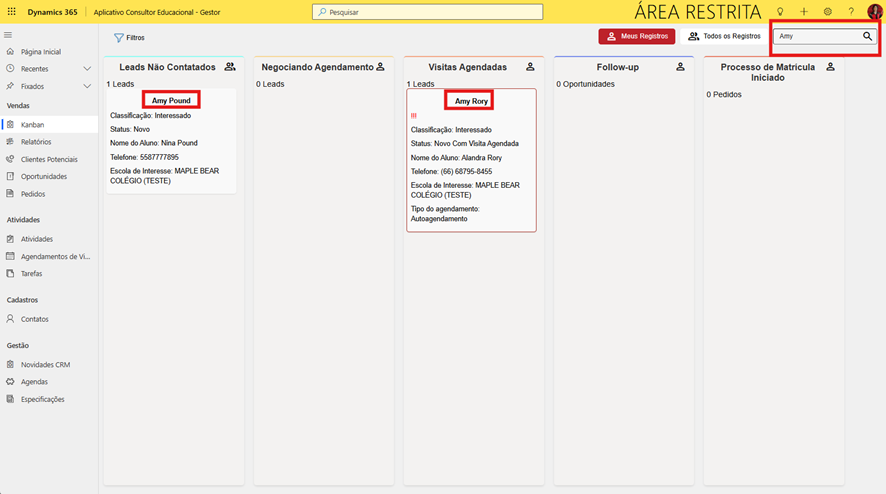 Dynamics 365
Aplicativo Consultor Educacional - Gestor
Pesquisar
ÁREA RESTRITA
Filtros
Meus Registros
Todos os Registros
Amy
Página Inicial
Recentes
Fixados
Vendas
Kanban
Relatórios
Clientes Potenciais
Oportunidades
Pedidos
Atividades
Atividades
Agendamentos de Vi...
Tarefas
Cadastros
Contatos
Gestão
Novidades CRM
Agendas
Especificações
Leads Não Contatados
1 Leads
Amy Pound
Classificação: Interessado
Status: Novo
Nome do Aluno: Nina Pound
Telefone: 5587777895
Escola de Interesse: MAPLE BEAR
COLÉGIO (TESTE)
Negociando Agendamento
0 Leads
Visitas Agendadas
1 Leads
Amy Rory
!!!
Classificação: Interessado
Status: Novo Com Visita Agendada
Nome do Aluno: Alandra Rory
Telefone: (66) 68795-8455
Escola de Interesse: MAPLE BEAR
COLÉGIO (TESTE)
Tipo do agendamento:
Autoagendamento
Follow-up
0 Oportunidades
Processo de Matricula
Iniciado
0 Pedidos